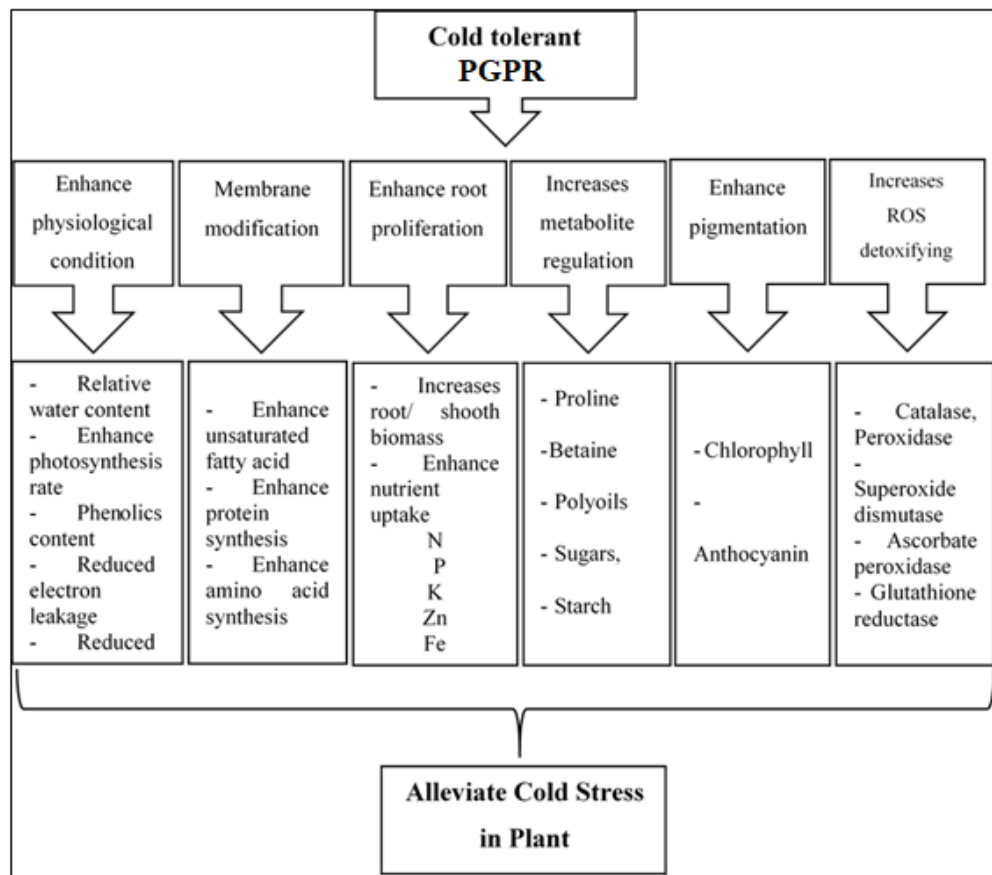 Cold tolerant
PGPR
Enhance
physiological
condition
Membrane
modification
Enhance root
proliferation
Increases
metabolite
regulation
Enhance
pigmentation
Increases
ROS
detoxifying
- Relative
water content
- Enhance
photosynthesis
rate
- Phenolics
content
- Reduced
electron
leakage
- Reduced
- Enhance
unsaturated
fatty acid
- Enhance
protein
synthesis
- Enhance
amino acid
synthesis
- Increases
root/ shooth
biomass
- Enhance
nutrient
uptake
N
P
K
Zn
Fe
- Proline
-Betaine
- Polyoils
- Sugars,
- Starch
- Chlorophyll
-
Anthocyanin
- Catalase,
Peroxidase
-
Superoxide
dismutase
- Ascorbate
peroxidase
- Glutathione
reductase
Alleviate Cold Stress
in Plant